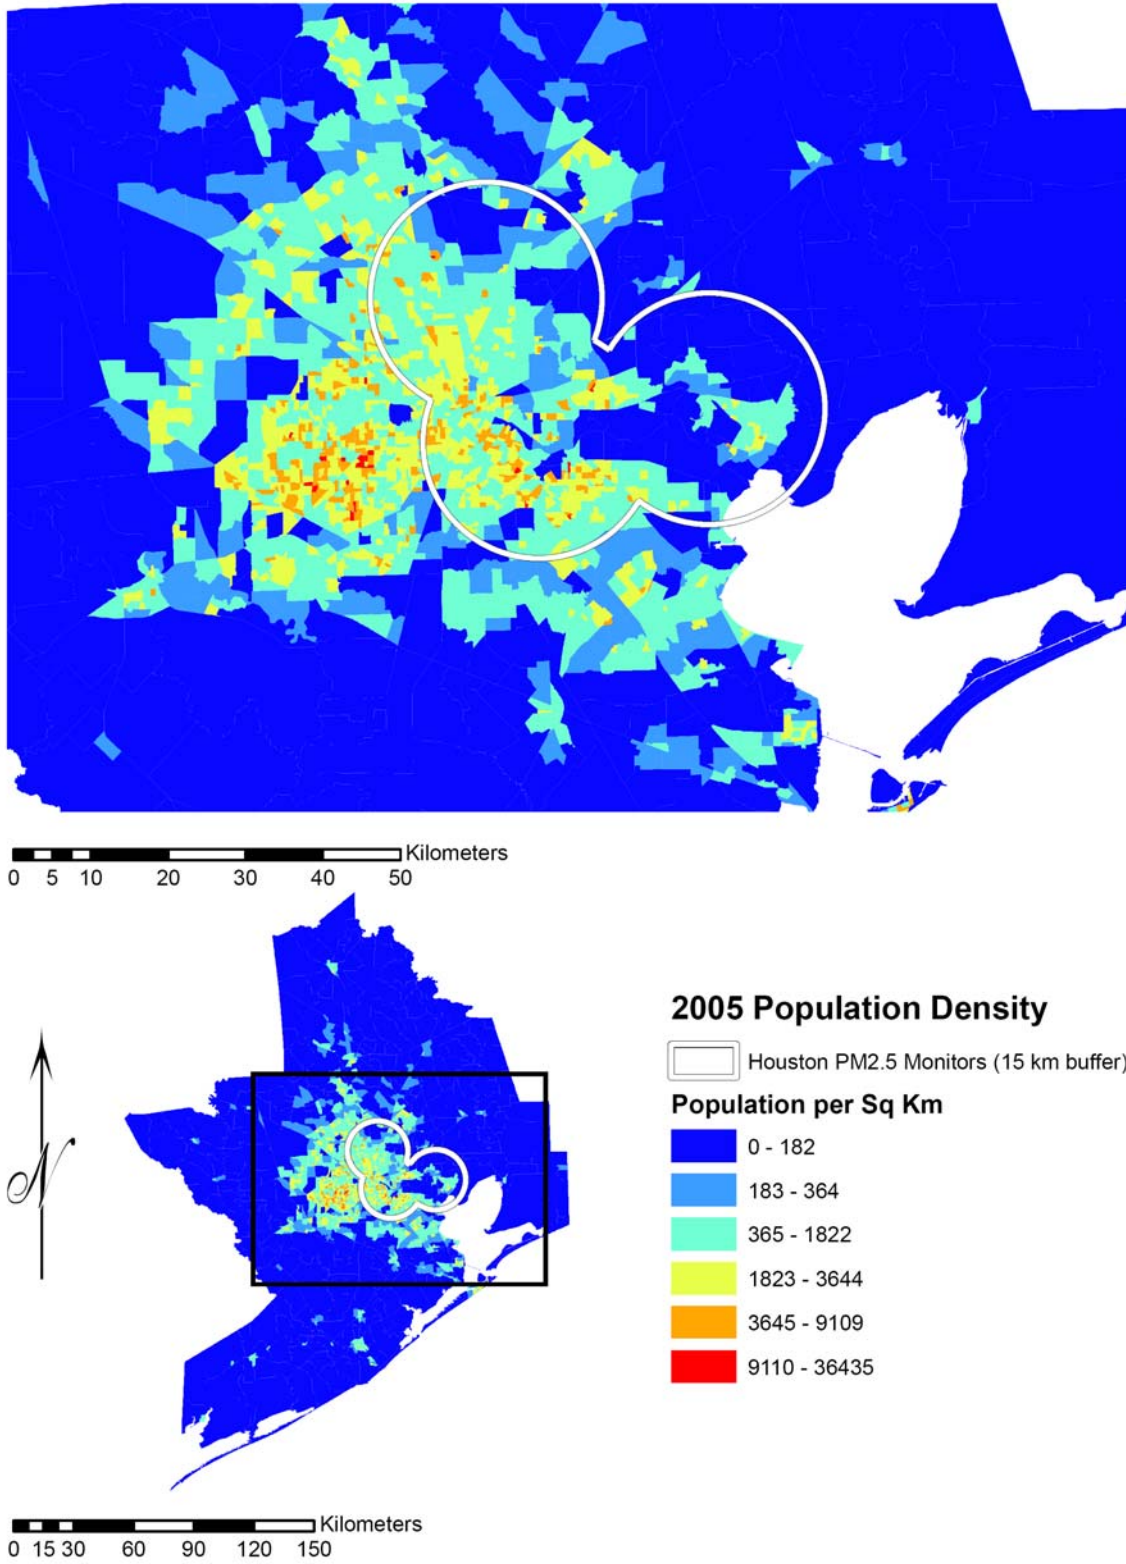 Kilometers
0 5 10 20 30 40 50
2005 Population Density
Houston PM2.5 Monitors (15 km buffer)
Population per Sq Km
0 - 182
183 - 364
365 - 1822
1823 - 3644
3645 - 9109
9110 - 36435
N
Kilometers
0 15 30 60 90 120 150